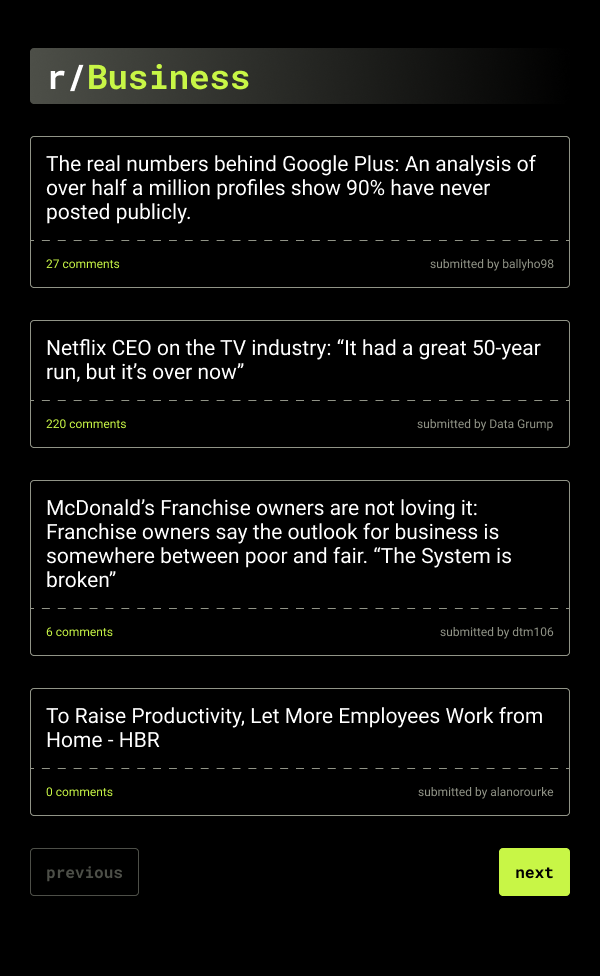 r/Business
The real numbers behind Google Plus: An analysis of
over half a million profiles show 90% have never
posted publicly.
27 comments
submitted by ballyho98
Netflix CEO on the TV industry: “It had a great 50-year
run, but it’s over now”
220 comments
submitted by Data Grump
McDonald’s Franchise owners are not loving it:
Franchise owners say the outlook for business is
somewhere between poor and fair. “The System is
broken”
6 comments
submitted by dtm106
To Raise Productivity, Let More Employees Work from
Home - HBR
0 comments
submitted by alanorourke
previous
next